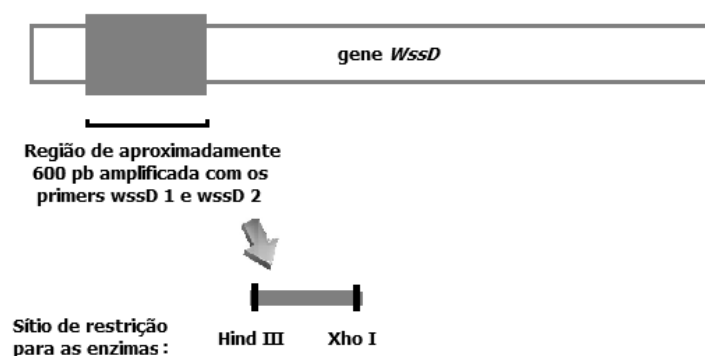 gene WssD
Região de aproximadamente
600 pb amplificada com os
primers wssD 1 e wssD 2
Sítio de restrição
para as enzimas :
Hind III
Xho I